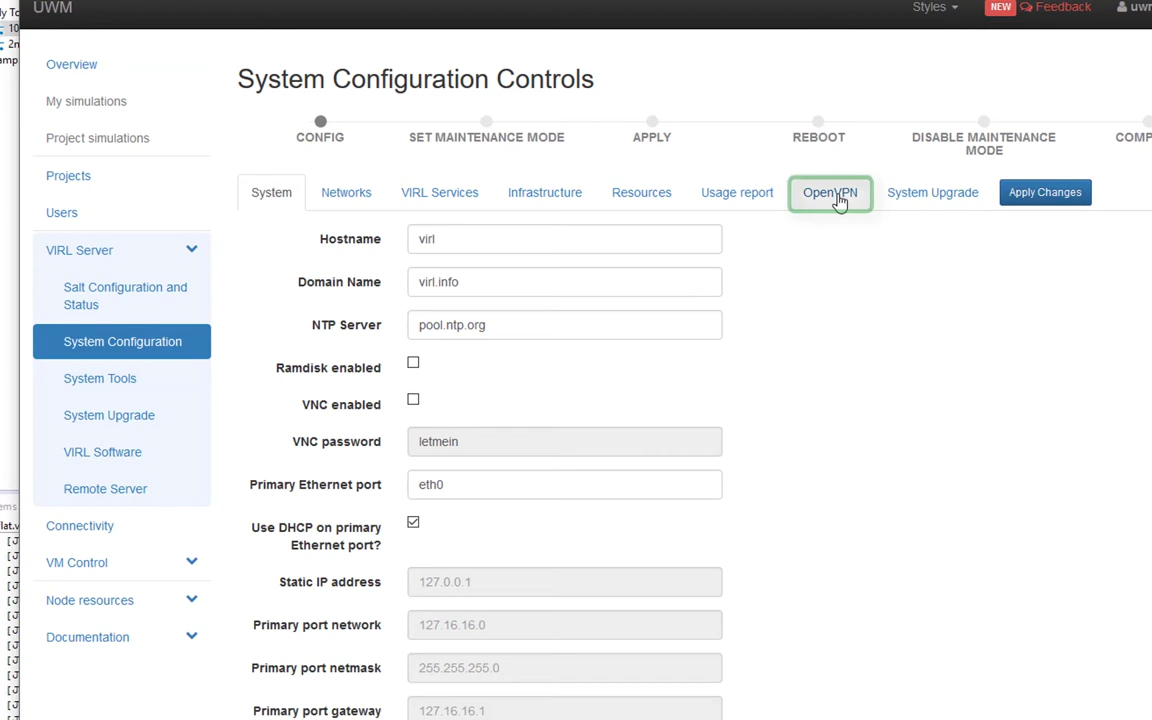 UWM
Styles
NEW Feedback
Overview
My simulations
Project simulations
Projects
Users
VIRL Server
Salt Configuration and
Status
System Configuration
System Tools
System Upgrade
VIRL Software
Remote Server
Connectivity
VM Control
Node resources
Documentation
System Configuration Controls
CONFIG
SET MAINTENANCE MODE
APPLY
REBOOT
DISABLE MAINTENANCE
MODE
System
Networks
VIRL Services
Infrastructure
Resources
Usage report
OpenVPN
System Upgrade
Apply Changes
Hostname virl
Domain Name virl.info
NTP Server pool.ntp.org
Ramdisk enabled
VNC enabled
VNC password letmein
Primary Ethernet port eth0
Use DHCP on primary
Ethernet port?
Static IP address 127.0.0.1
Primary port network 127.16.16.0
Primary port netmask 255.255.255.0
Primary port gateway 127.16.16.1